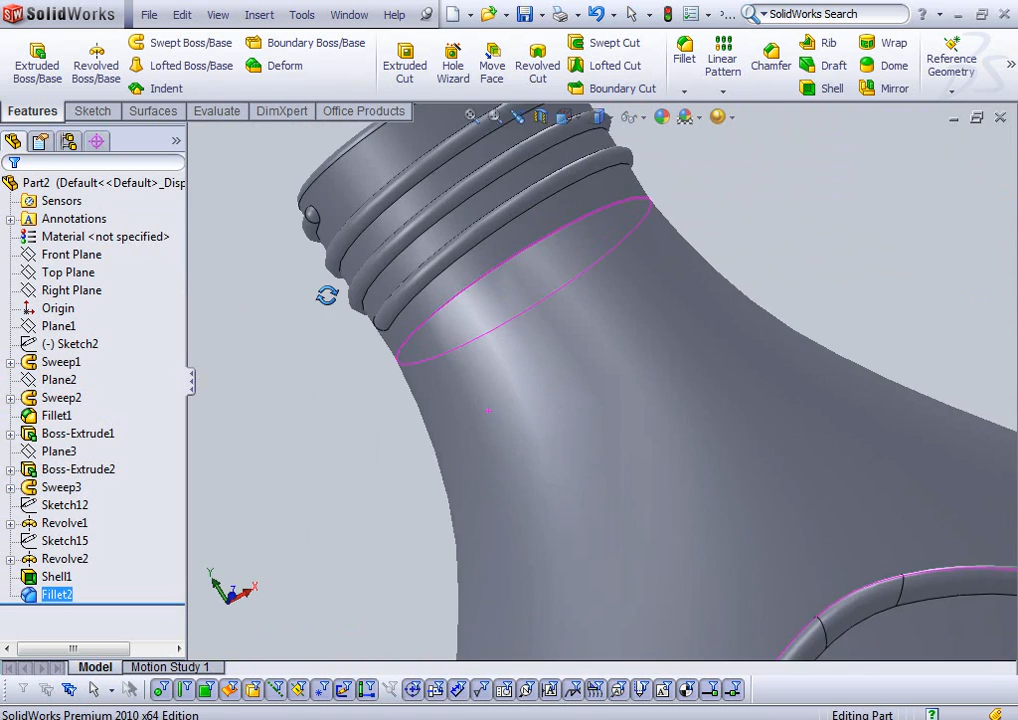 SolidWorks File Edit View Insert Tools Window Help ... SolidWorks Search
Extruded Boss/Base
Revolved Boss/Base
Swept Boss/Base
Lofted Boss/Base
Indent
Boundary Boss/Base
Deform
Extruded Cut
Hole Wizard
Move Face
Revolved Cut
Swept Cut
Lofted Cut
Boundary Cut
Fillet
Linear Pattern
Chamfer
Rib
Draft
Shell
Wrap
Dome
Mirror
Reference Geometry
Features Sketch Surfaces Evaluate DimXpert Office Products
Part2 (Default<<Default>_Disp
Sensors
Annotations
Material <not specified>
Front Plane
Top Plane
Right Plane
Origin
Plane1
(-) Sketch2
Sweep1
Plane2
Sweep2
Fillet1
Boss-Extrude1
Plane3
Boss-Extrude2
Sweep3
Sketch12
Revolve1
Sketch15
Revolve2
Shell1
Fillet2
Y
Z
X
Model Motion Study 1
SolidWorks Premium 2010 x64 Edition Editing Part